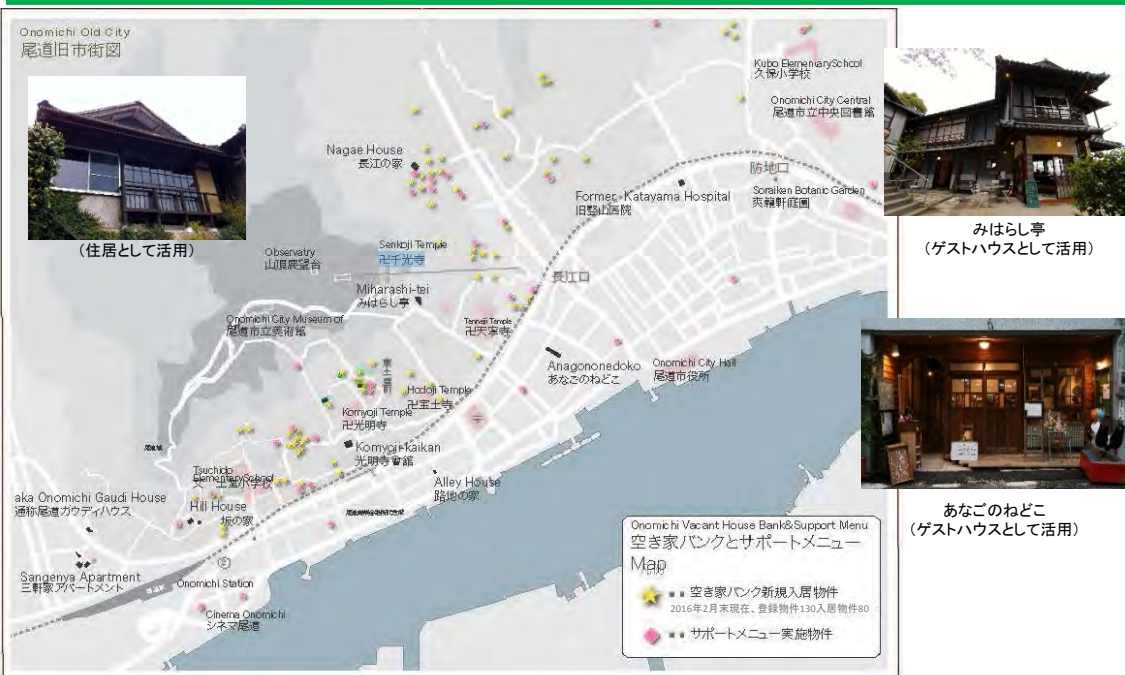 Onomichi Old City
尾道旧市街図
Kubo ElemenarySchool
久保小学校
Onomichi City Central
尾道市立中央図書館
Nagae House
長江の家
防地口
Former Katayama Hospital
Soraiken Botanic Garden
爽籟軒庭園
(住居として活用)
みはらし亭
(ゲストハウスとして活用)
Observatry
山頂展望台
Senkoji Temple
卍千光寺
長江口
Miharashi-tei
みはらし亭
Onomichi City Museum of
尾道市立美術館
Tenneiji Temple
卍天寧寺
Anagononedoko
あなごのねどこ
Onomichi City Hall
尾道市役所
Hodoji Temple
卍宝土寺
Komyoji Temple
卍光明寺
Komyoji-kaikan
光明寺會館
Tsuchido
ElementarySchool
土堂小学校
Alley House
路地の家
aka Onomichi Gaudi House
通称尾道ガウディハウス
Hill House
坂の家
あなごのねどこ
(ゲストハウスとして活用)
Sangenya Apartment
三軒家アパートメント
Onomichi Station
Cinema Onomichi
シネマ尾道
Onomichi Vacant House Bank&Support Menu
空き家バンクとサポートメニュー
Map
空き家バンク新規入居物件
2016年2月末現在、登録物件130入居物件80
サポートメニュー実施物件